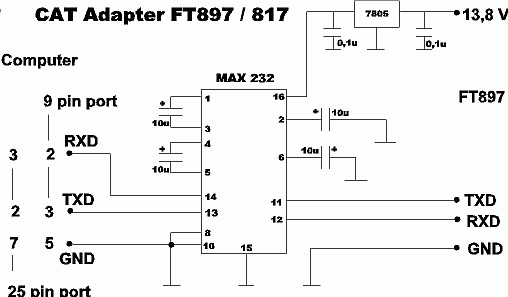 CAT Adapter FT897 / 817
7805
13,8 V
0,1u
0,1u
Computer
MAX 232
9 pin port
FT897
1
16
10u
3
2
10u
RXD
4
3
2
10u
5
6
10u
14
11
TXD
TXD
2
3
13
12
RXD
8
7
5
10
15
GND
GND
25 pin port